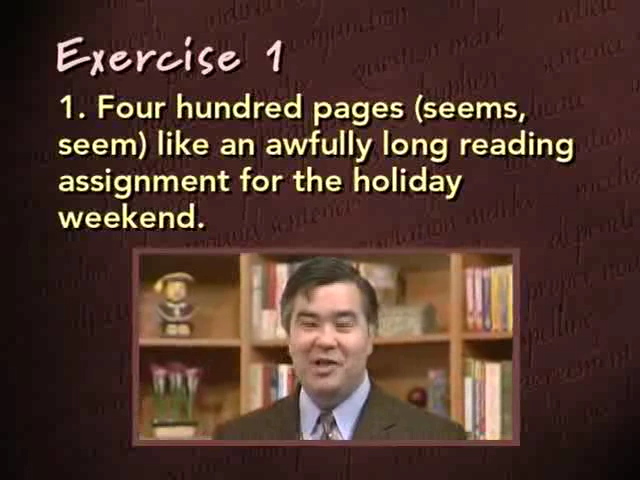 Exercise 1
1. Four hundred pages (seems,
seem) like an awfully long reading
assignment for the holiday
weekend.